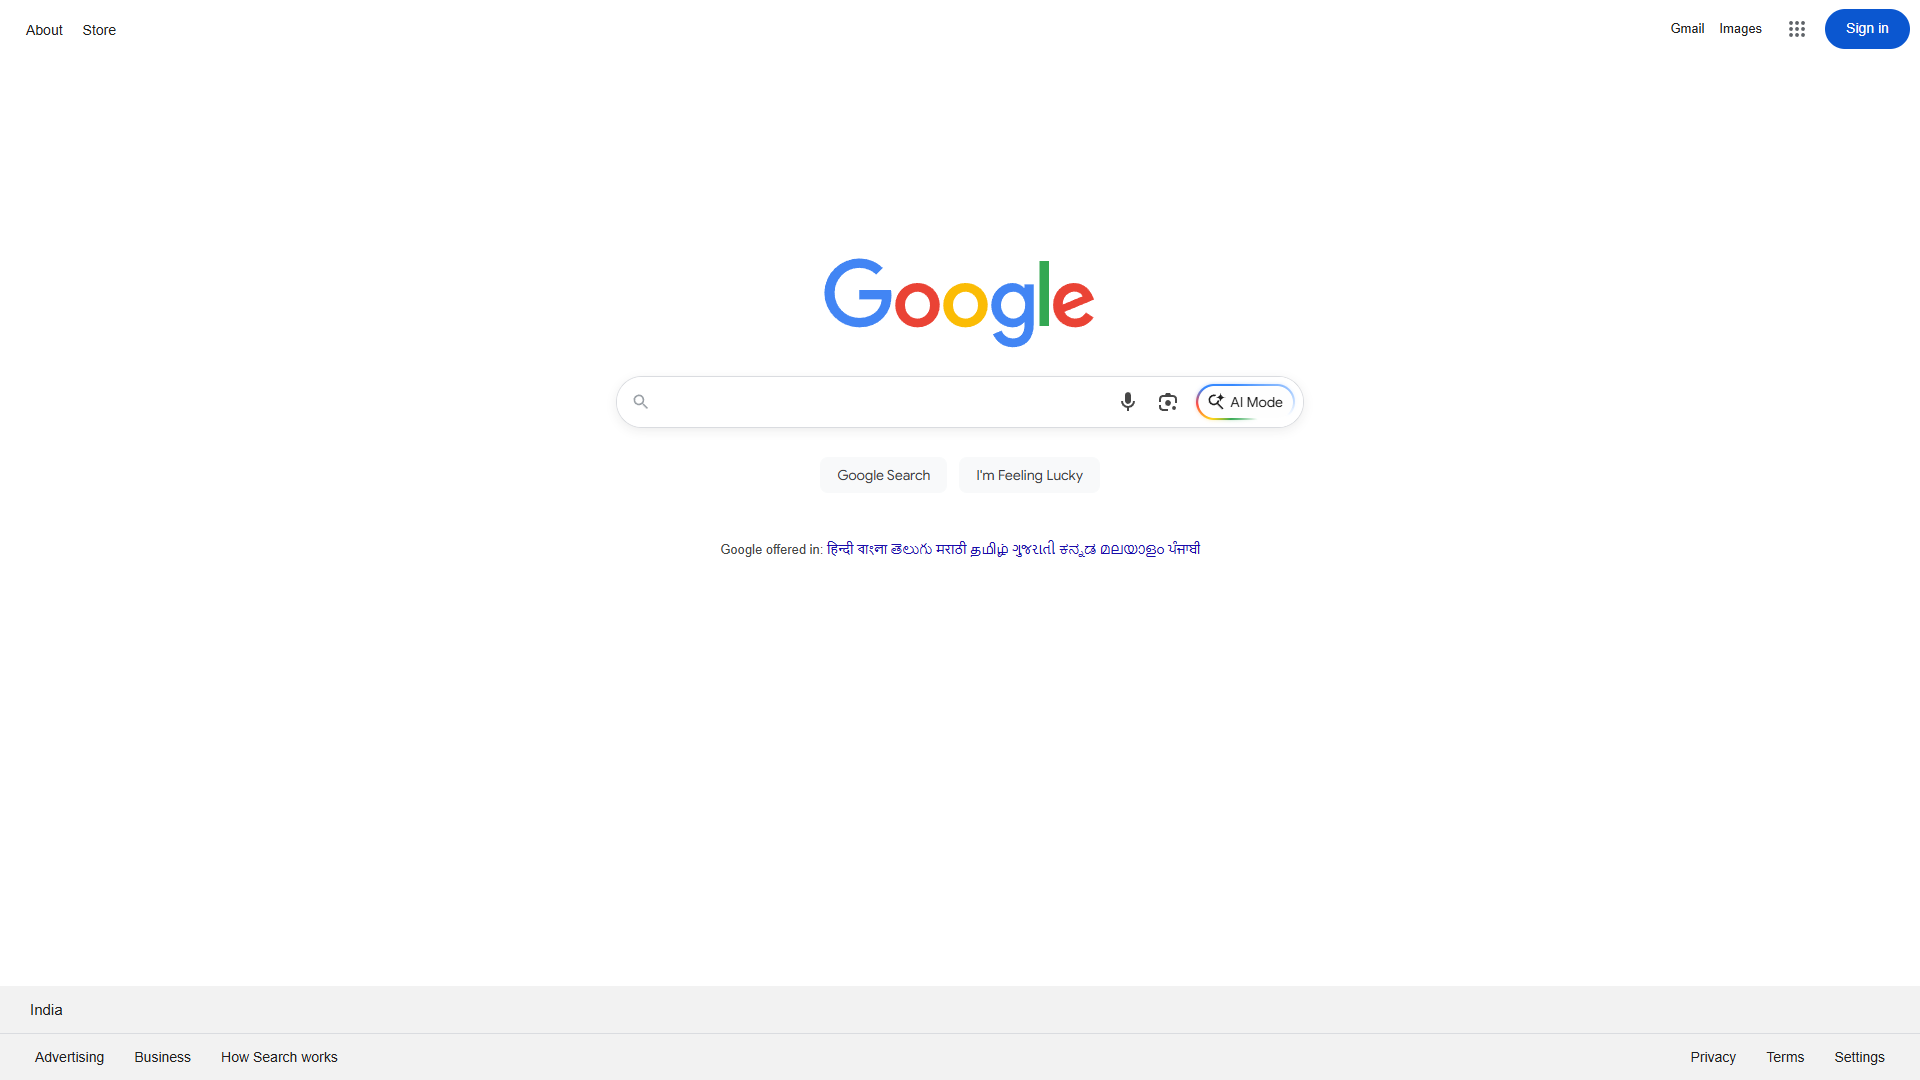 About Store Gmail Images Sign in
Google
AI Mode
Google Search I'm Feeling Lucky
Google offered in: हिन्दी বাংলা తెలుగు मराठी தமிழ் ગુજરાતી ಕನ್ನಡ മലയാളം ਪੰਜਾਬੀ
India
Advertising Business How Search works Privacy Terms Settings